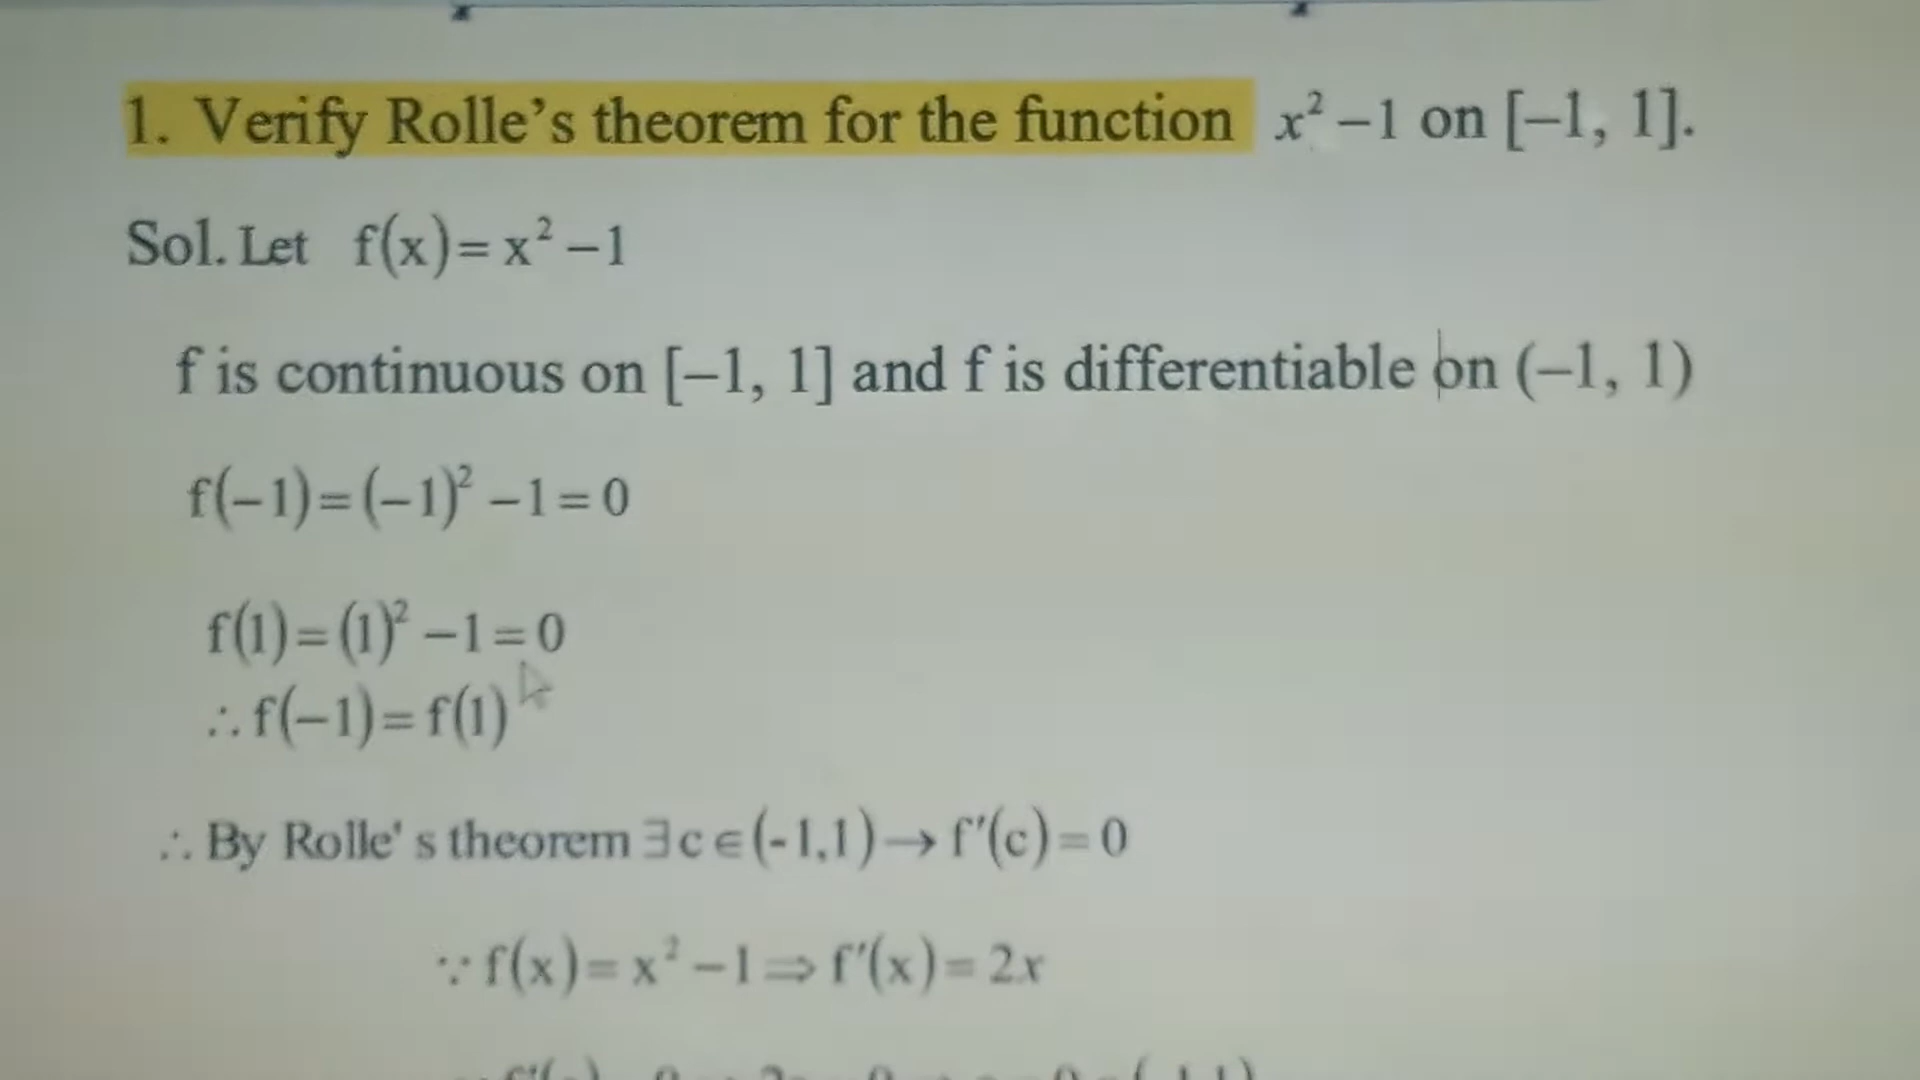 1. Verify Rolle's theorem for the function x² −1 on [−1, 1].
Sol. Let f(x)= x² −1
f is continuous on [−1, 1] and f is differentiable on (−1, 1)
f(−1)=(−1)² −1=0
f(1)=(1)² −1=0
∴ f(−1)= f(1)
∴ By Rolle's theorem ∃c∈(-1,1)→ f'(c)=0
∵ f(x)= x² −1⇒ f'(x)= 2x